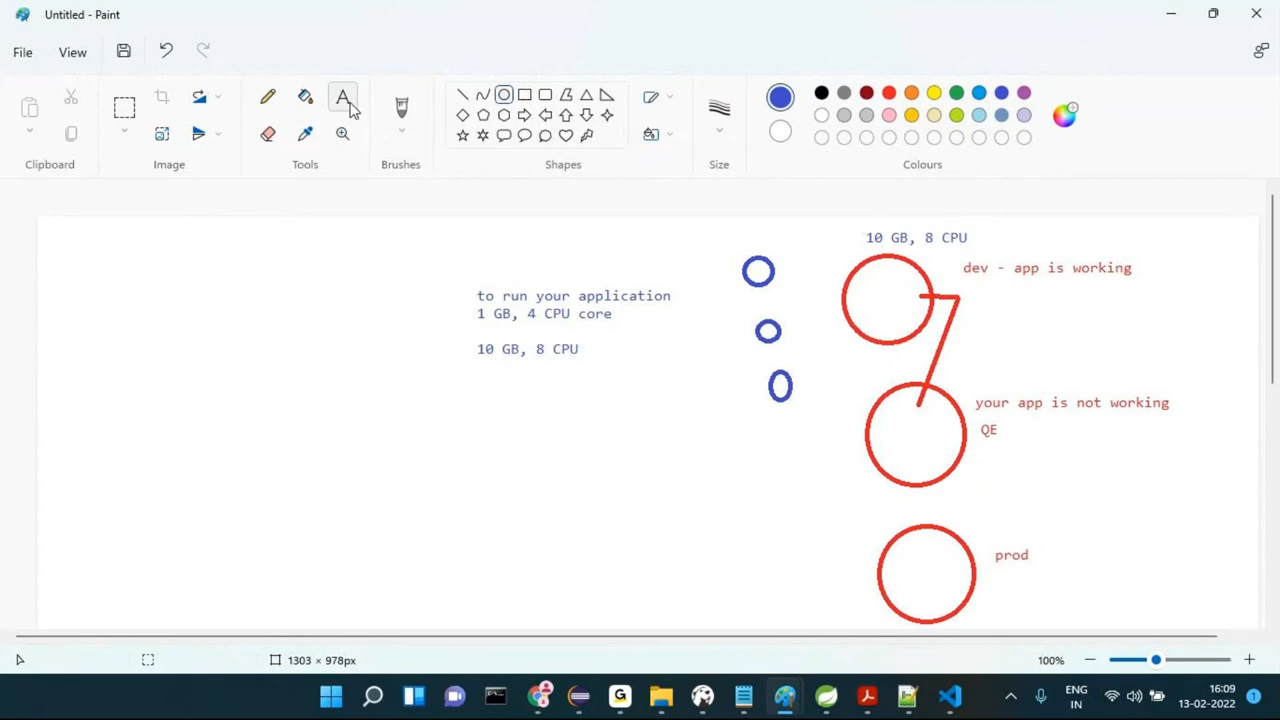 Untitled - Paint
File
View
Clipboard
Image
Tools
Brushes
Shapes
Size
Colours
10 GB, 8 CPU
dev - app is working
to run your application
1 GB, 4 CPU core
10 GB, 8 CPU
your app is not working
QE
prod
1303 × 978px
100%
ENG
IN
16:09
13-02-2022
1